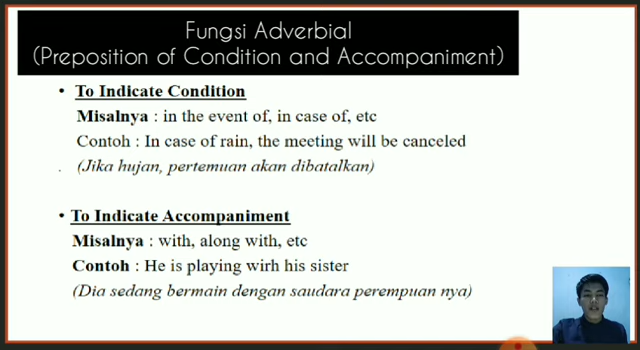 Fungsi Adverbial
(Preposition of Condition and Accompaniment)
• To Indicate Condition
Misalnya : in the event of, in case of, etc
Contoh : In case of rain, the meeting will be canceled
. (Jika hujan, pertemuan akan dibatalkan)
• To Indicate Accompaniment
Misalnya : with, along with, etc
Contoh : He is playing wirh his sister
(Dia sedang bermain dengan saudara perempuan nya)